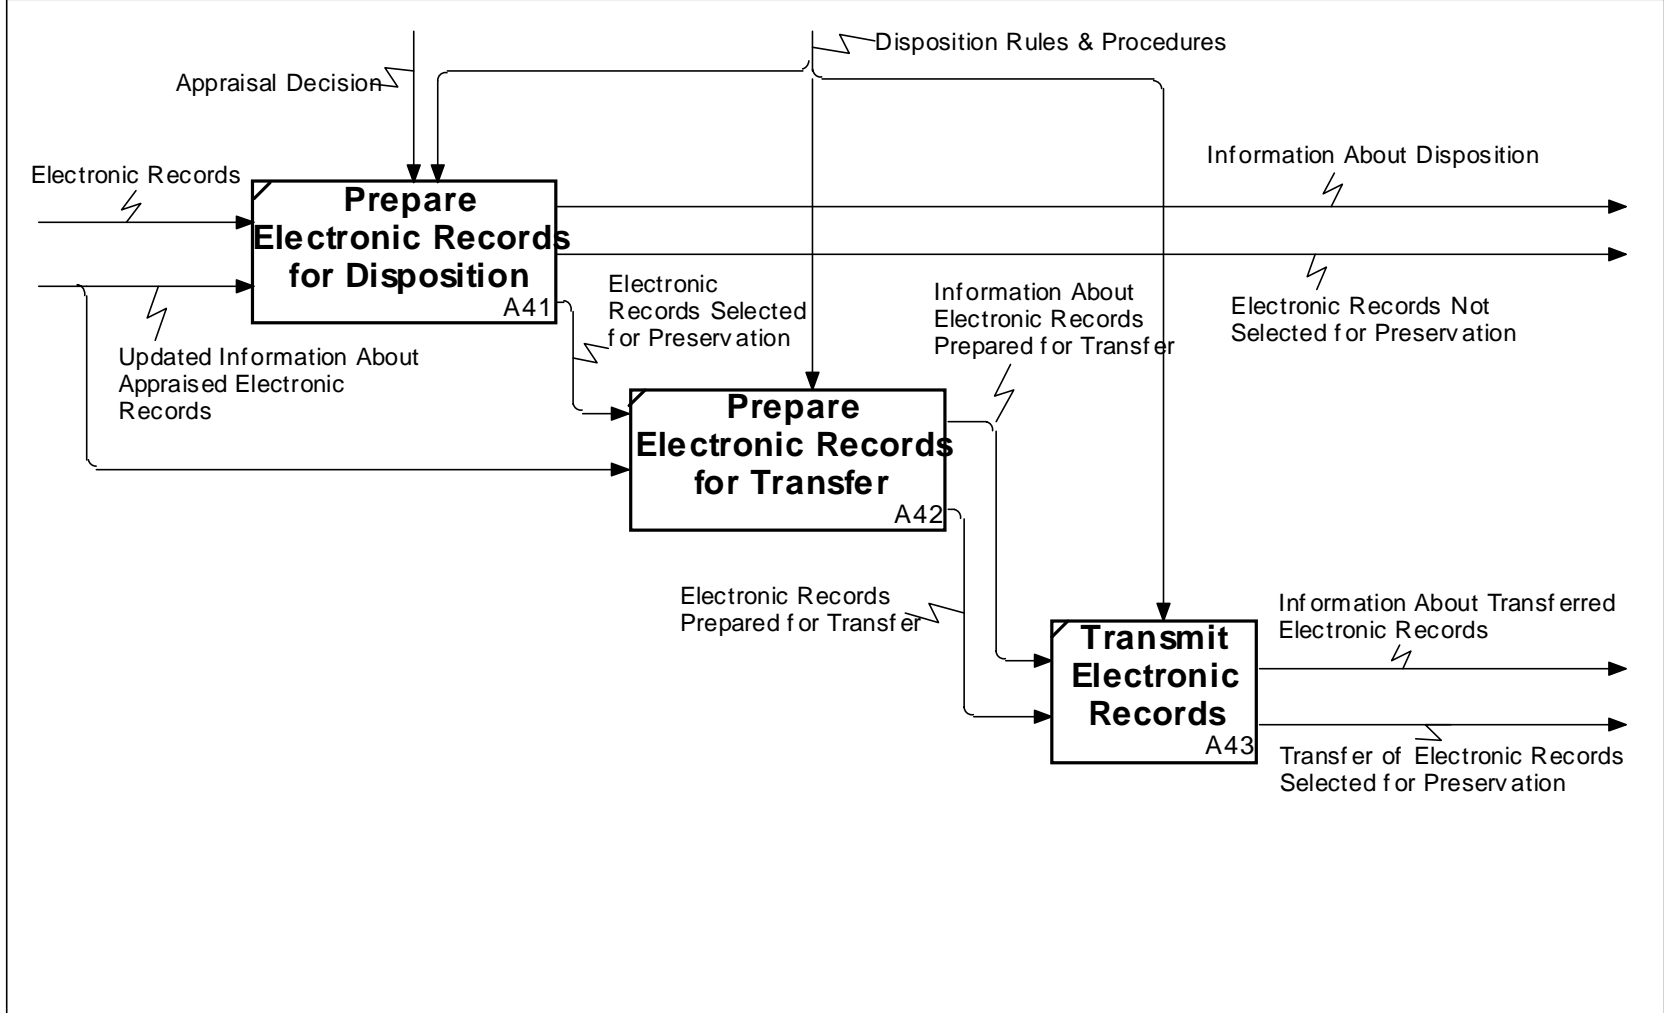 Disposition Rules & Procedures
Appraisal Decision
Information About Disposition
Electronic Records
Prepare
Electronic Records
for Disposition
A41
Electronic
Records Selected
for Preservation
Information About
Electronic Records
Prepared for Transfer
Electronic Records Not
Selected for Preservation
Updated Information About
Appraised Electronic
Records
Prepare
Electronic Records
for Transfer
A42
Electronic Records
Prepared for Transfer
Information About Transferred
Electronic Records
Transmit
Electronic
Records
A43
Transfer of Electronic Records
Selected for Preservation